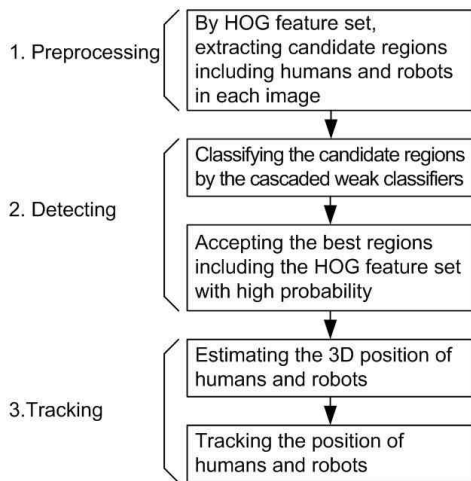 1. Preprocessing
By HOG feature set,
extracting candidate regions
including humans and robots
in each image
2. Detecting
Classifying the candidate regions
by the cascaded weak classifiers
Accepting the best regions
including the HOG feature set
with high probability
3.Tracking
Estimating the 3D position of
humans and robots
Tracking the position of
humans and robots